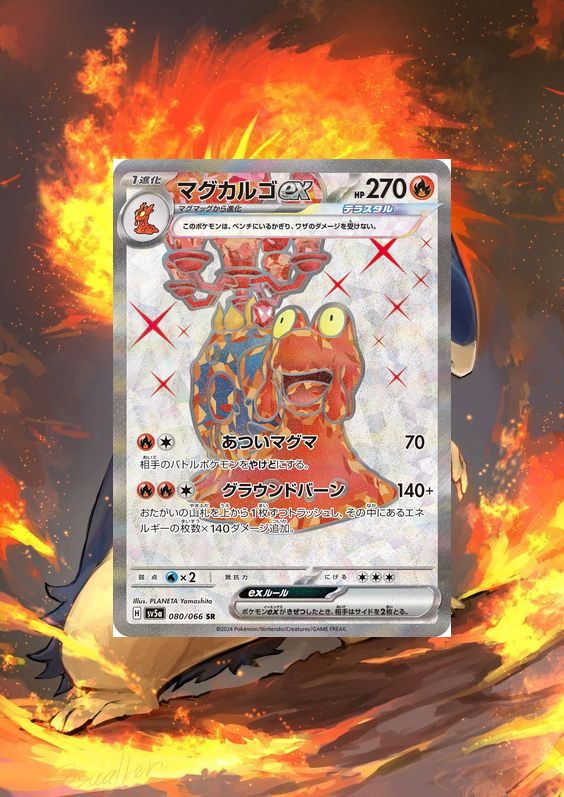 1進化
マグカルゴex
HP270
マグマッグから進化
テラスタル
このポケモンは、ベンチにいるかぎり、ワザのダメージを受けない。
あついマグマ 70
相手のバトルポケモンをやけどにする。
グラウンドバーン 140+
おたがいの山札を上から1枚ずつトラッシュし、その中にあるエネ
ルギーの枚数×140ダメージ追加。
弱点 ×2 抵抗力 にげる
Illus. PLANETA Yamashita
exルール
ポケモンexがきぜつしたとき、相手はサイドを2枚とる。
H sv5a 080/066 SR
©2024 Pokémon/Nintendo/Creatures/GAME FREAK.